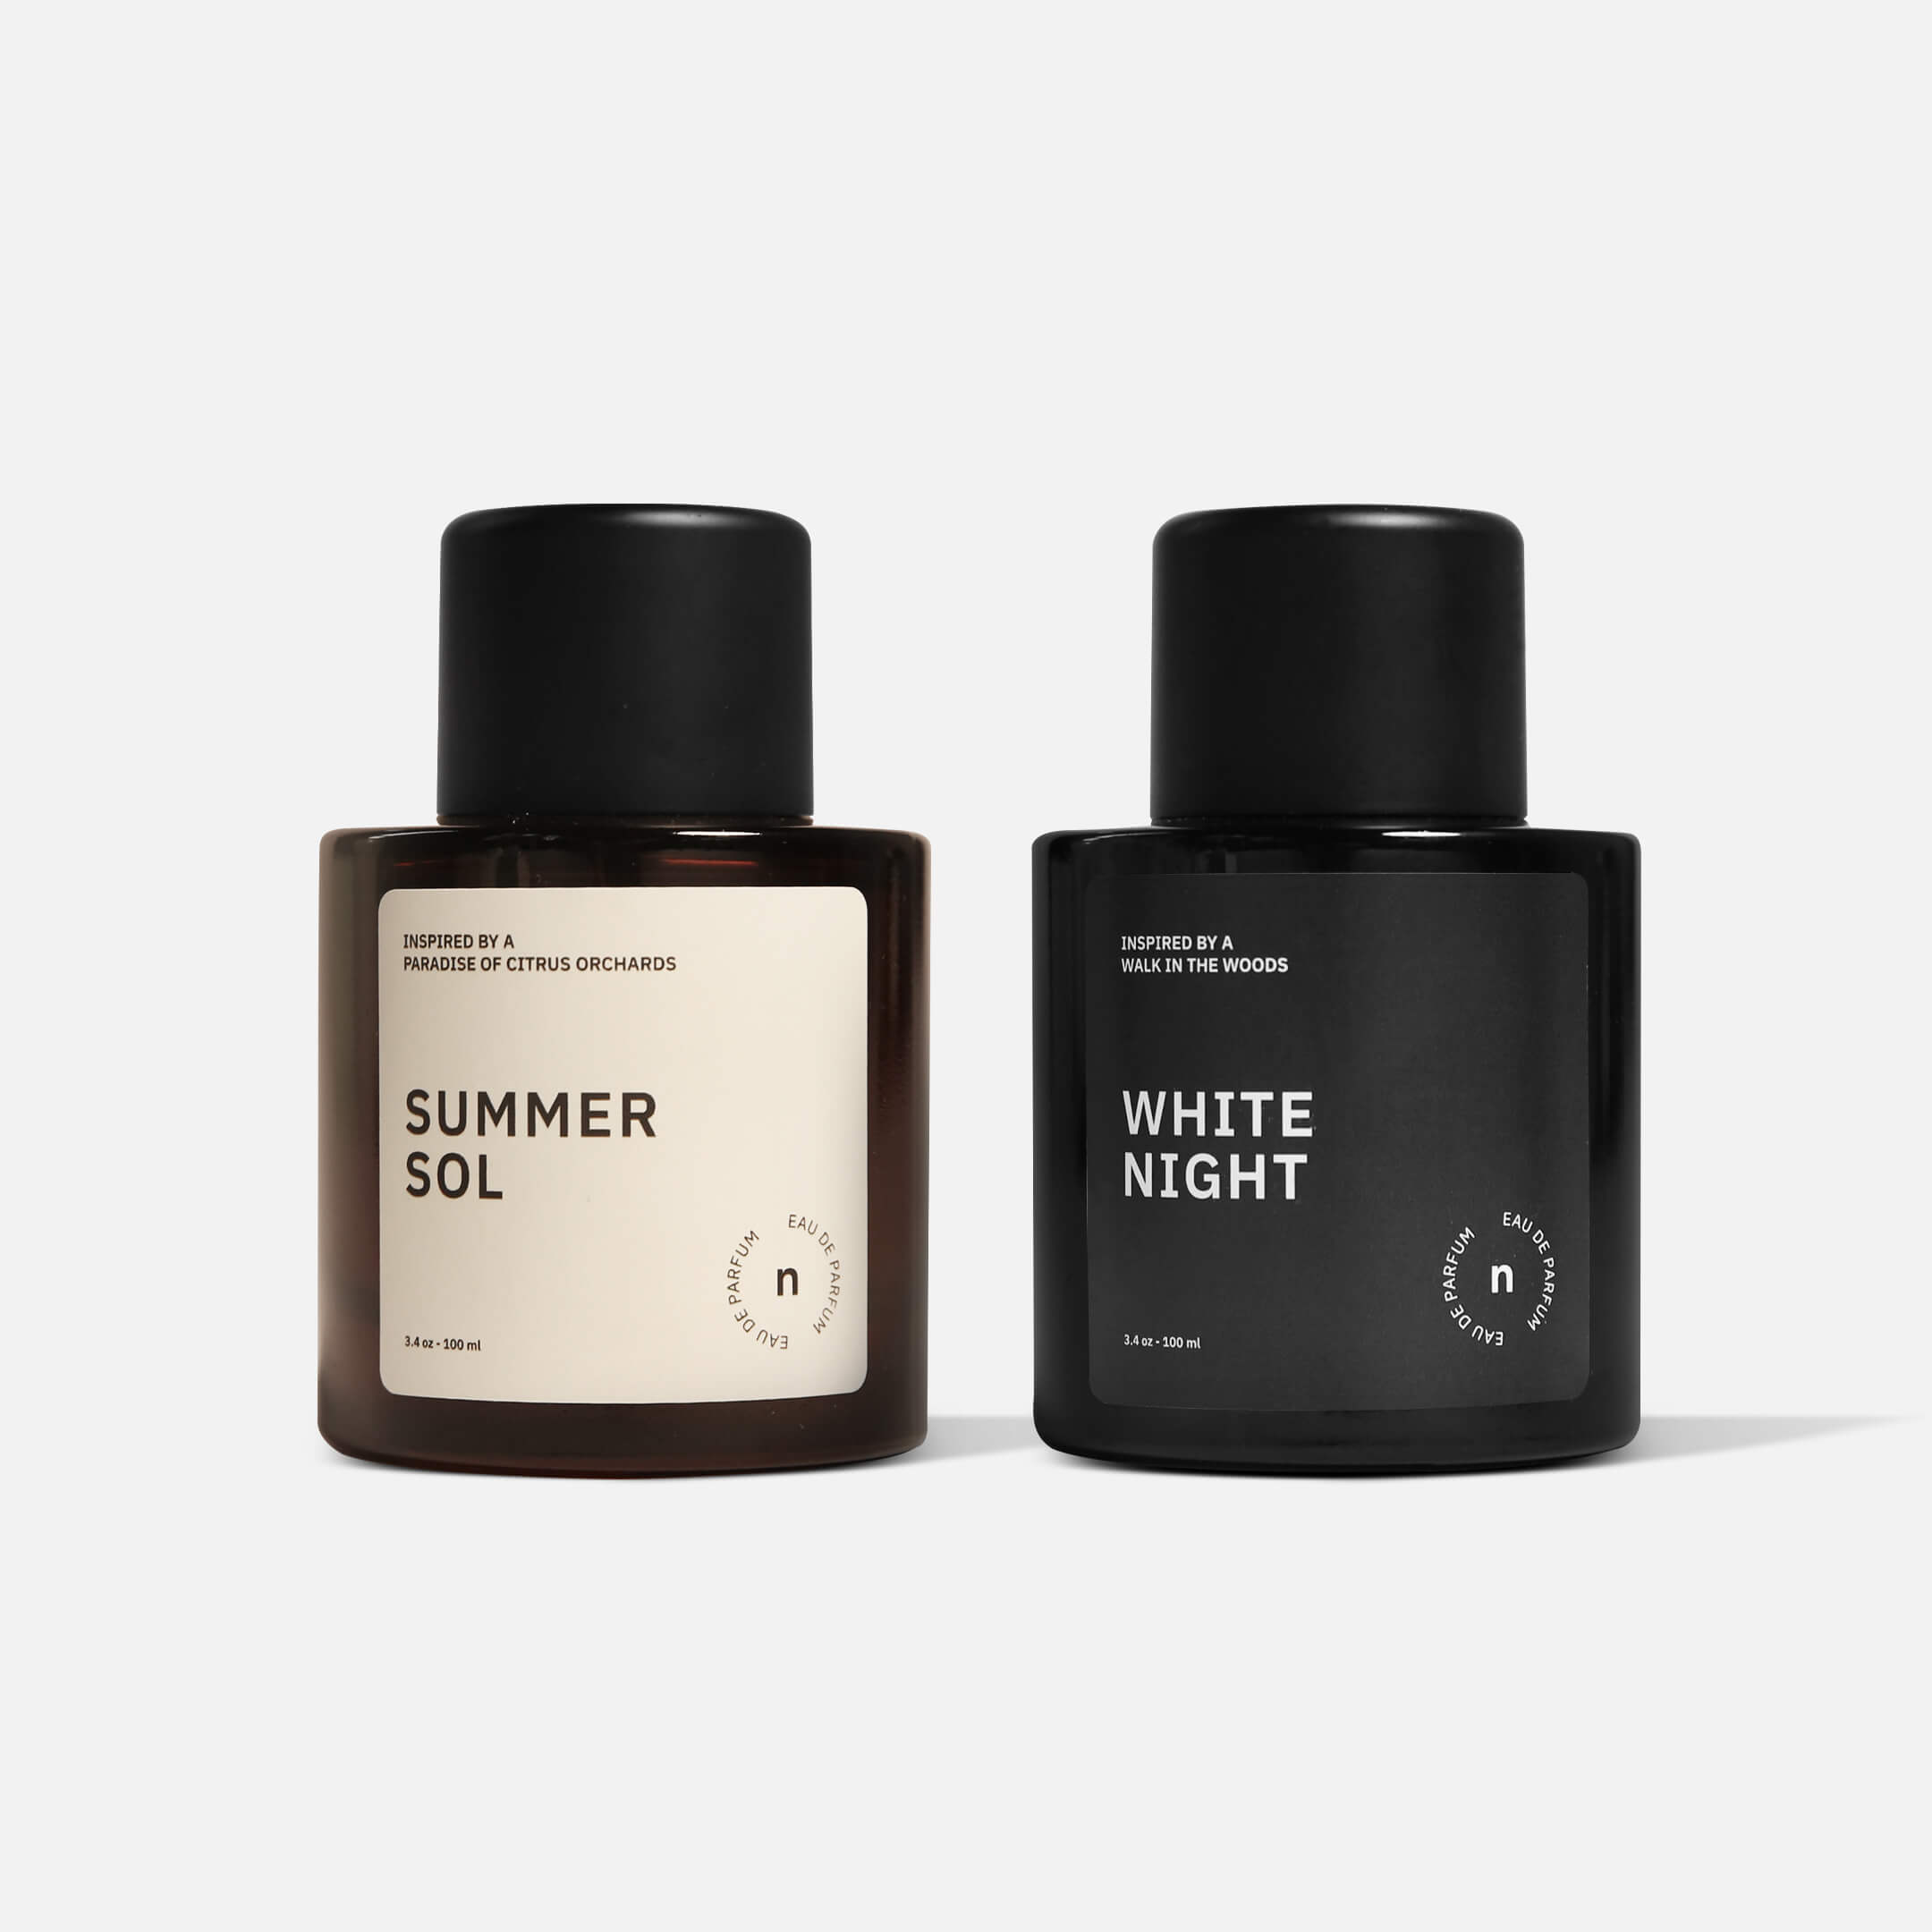 INSPIRED BY A
PARADISE OF CITRUS ORCHARDS
SUMMER
SOL
EAU DE PARFUM EAU DE PARFUM
n
3.4 oz - 100 ml
INSPIRED BY A
WALK IN THE WOODS
WHITE
NIGHT
EAU DE PARFUM EAU DE PARFUM
n
3.4 oz - 100 ml